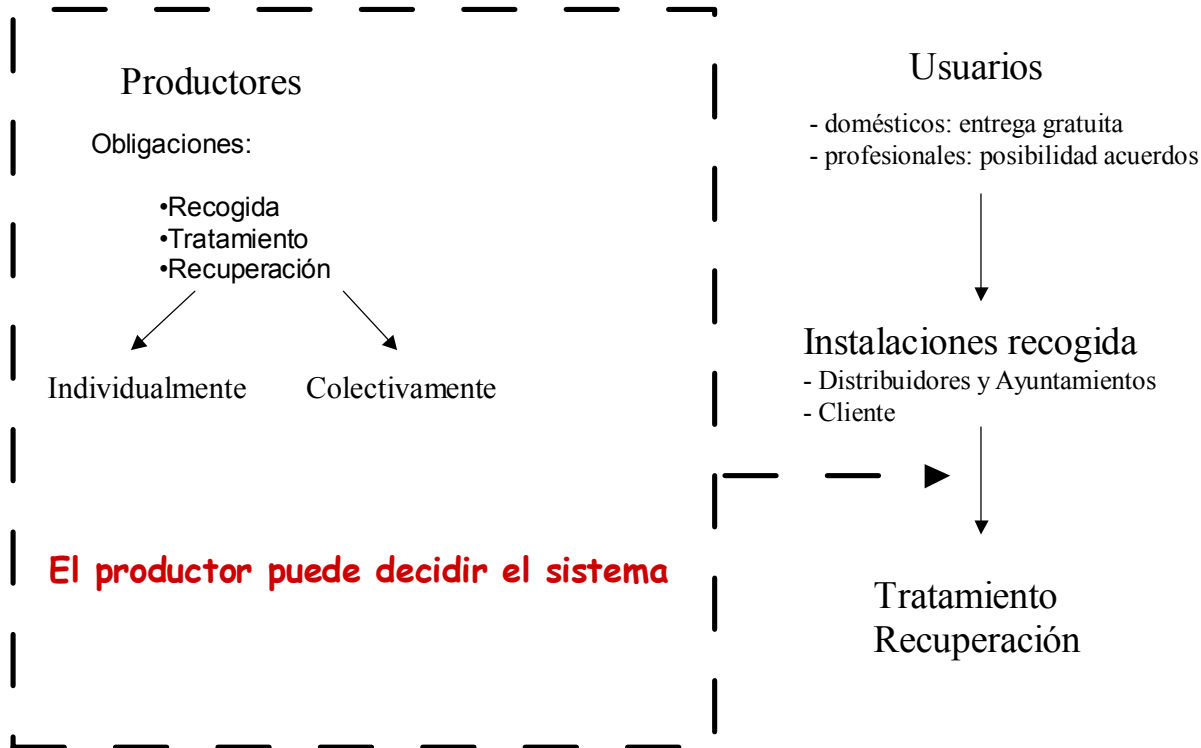 Productores
Obligaciones:
•Recogida
•Tratamiento
•Recuperación
Individualmente
Colectivamente
El productor puede decidir el sistema
Usuarios
- domésticos: entrega gratuita
- profesionales: posibilidad acuerdos
Instalaciones recogida
- Distribuidores y Ayuntamientos
- Cliente
Tratamiento
Recuperación